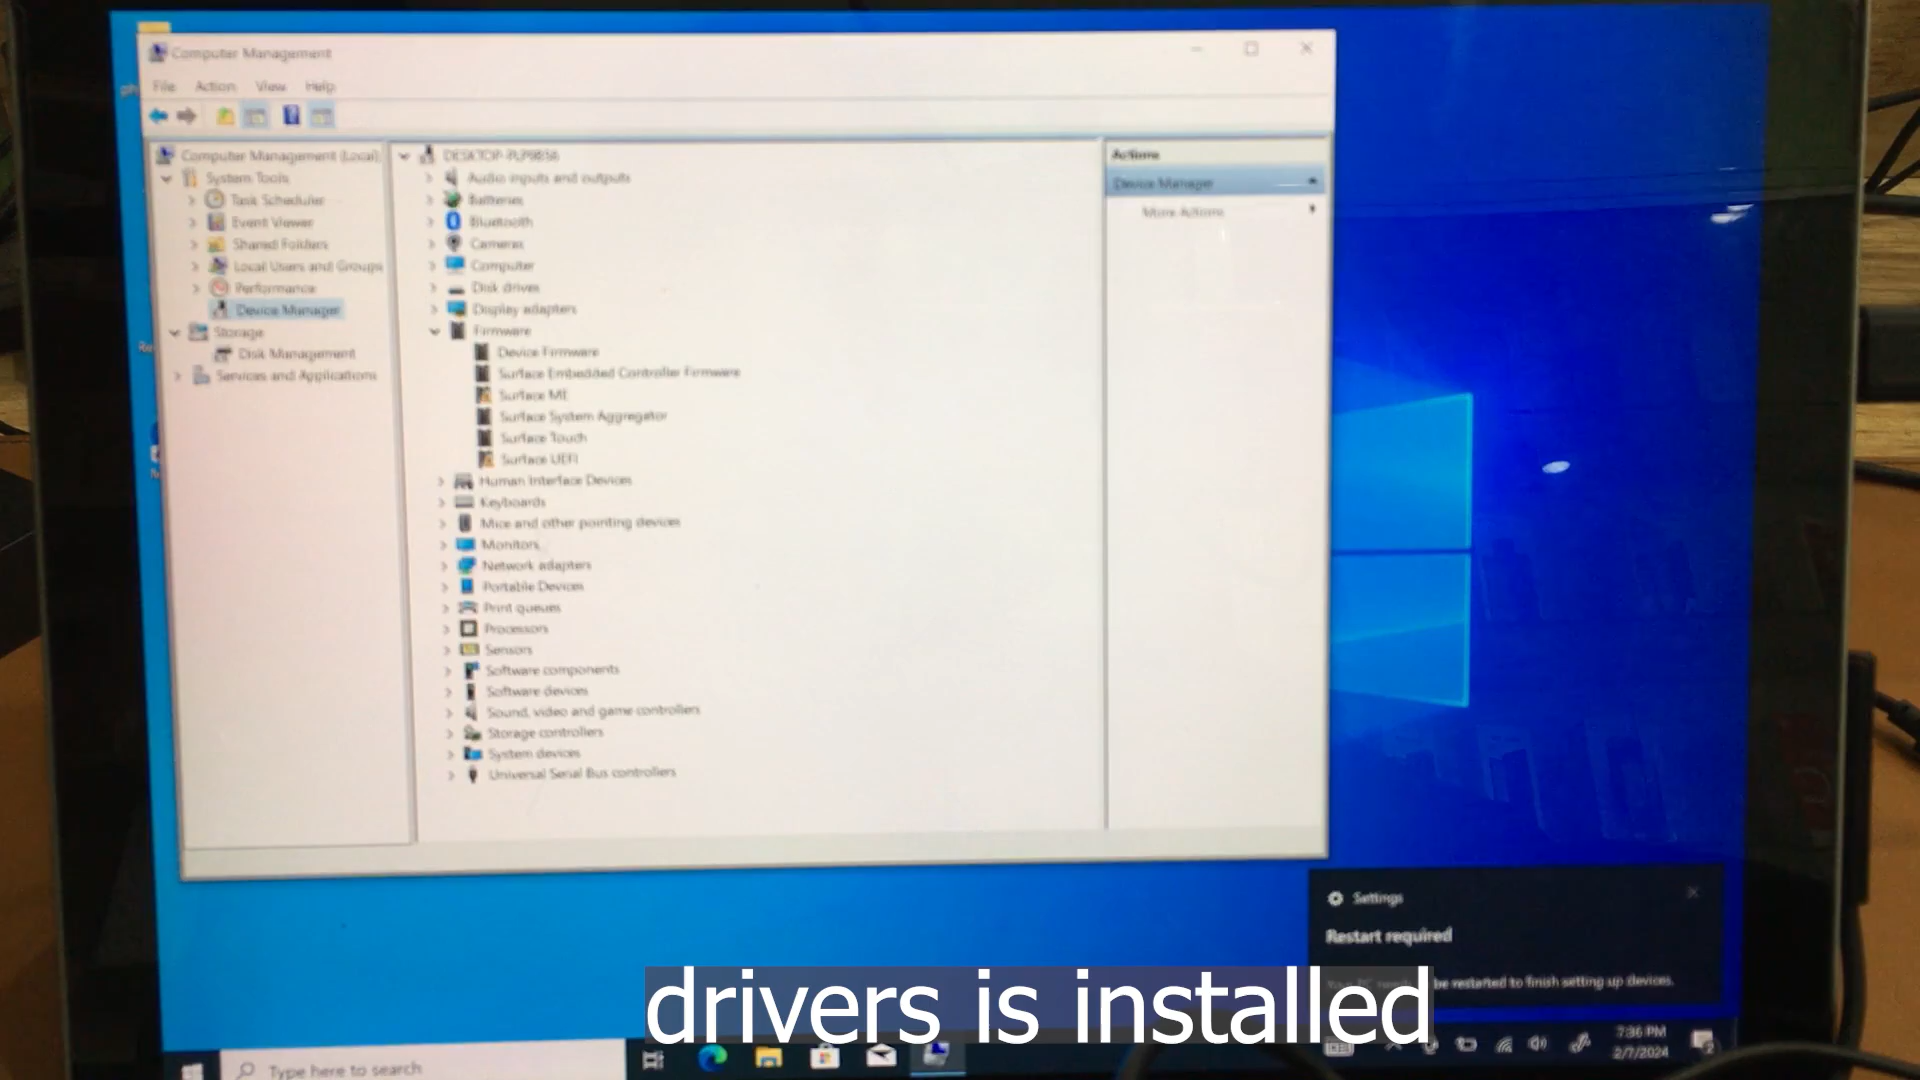 Computer Management
File Action View Help
Computer Management (Local)
System Tools
Task Scheduler
Event Viewer
Shared Folders
Local Users and Groups
Performance
Device Manager
Storage
Disk Management
Services and Applications
Audio inputs and outputs
Batteries
Bluetooth
Cameras
Computer
Disk drives
Display adapters
Firmware
Device Firmware
Surface Embedded Controller Firmware
Surface ME
Surface System Aggregator
Surface Touch
Surface UEFI
Human Interface Devices
Keyboards
Mice and other pointing devices
Monitors
Network adapters
Portable Devices
Print queues
Processors
Sensors
Software components
Software devices
Sound, video and game controllers
Storage controllers
System devices
Universal Serial Bus controllers
Actions
Device Manager
More Actions
Settings
Restart required
be restarted to finish setting up devices.
drivers is installed
Type here to search
7:36 PM
2/7/2024